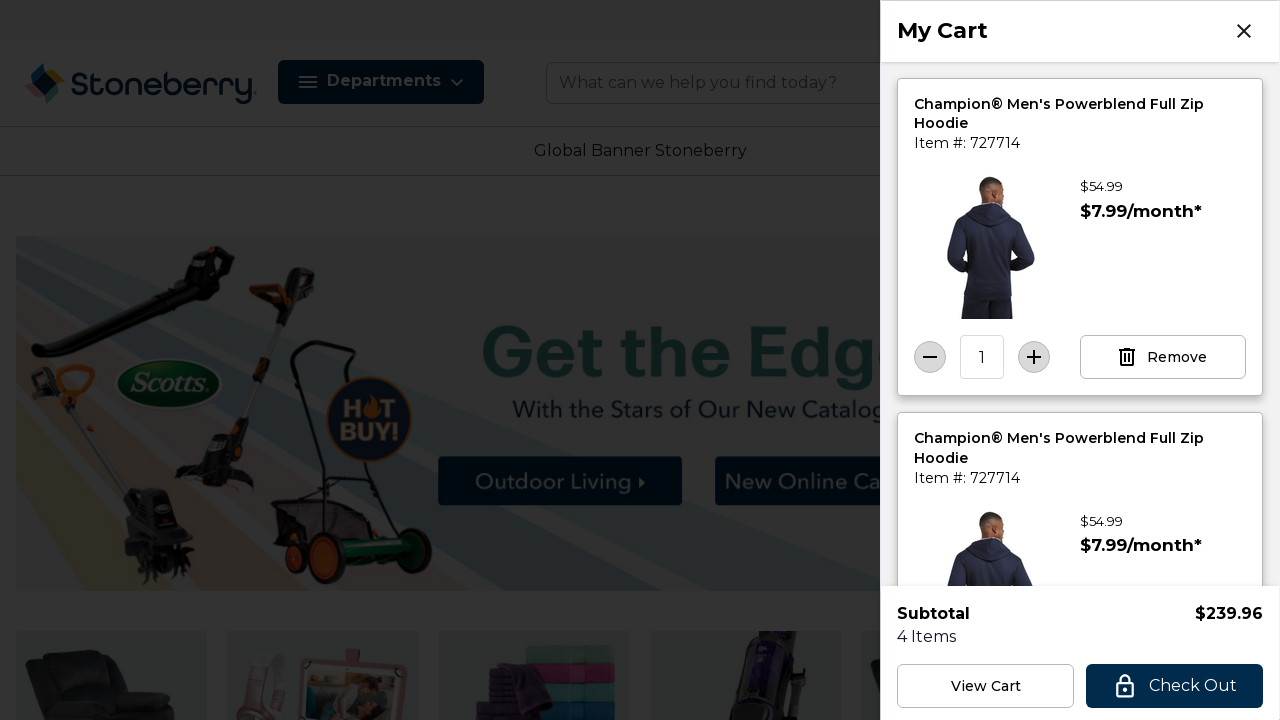 My Cart
Stoneberry
Departments
What can we help you find today?
Global Banner Stoneberry
Scotts
HOT
BUY!
Get the Edge
With the Stars of Our New Catalog
Outdoor Living
New Online Ca
Champion® Men's Powerblend Full Zip
Hoodie
Item #: 727714
$54.99
$7.99/month*
1
Remove
Champion® Men's Powerblend Full Zip
Hoodie
Item #: 727714
$54.99
$7.99/month*
Subtotal $239.96
4 Items
View Cart
Check Out